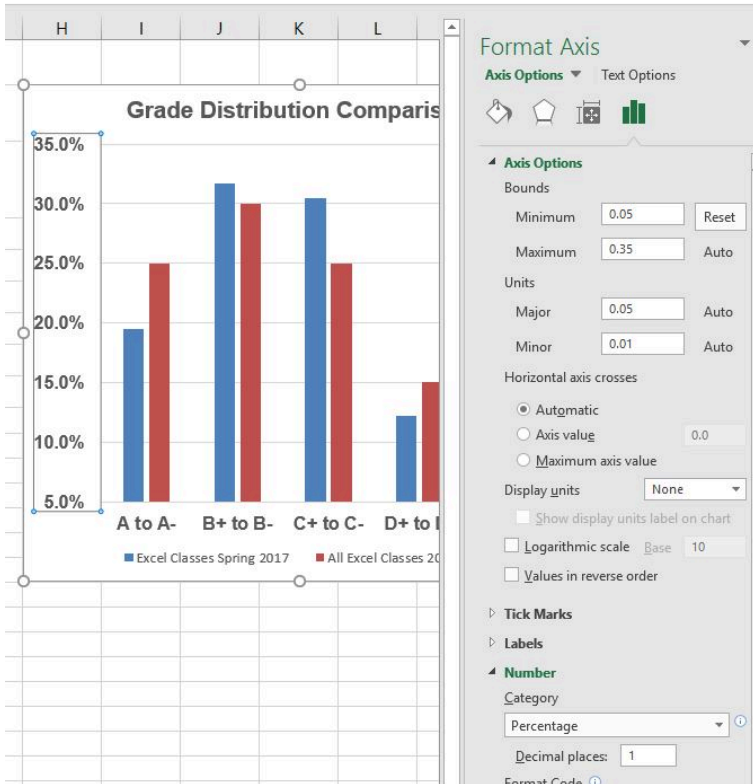 H I J K L
Grade Distribution Comparis
35.0%
30.0%
25.0%
20.0%
15.0%
10.0%
5.0%
A to A- B+ to B- C+ to C- D+ to
Excel Classes Spring 2017 All Excel Classes 20
Format Axis
Axis Options Text Options
Axis Options
Bounds
Minimum 0.05 Reset
Maximum 0.35 Auto
Units
Major 0.05 Auto
Minor 0.01 Auto
Horizontal axis crosses
Automatic
Axis value 0.0
Maximum axis value
Display units None
Show display units label on chart
Logarithmic scale Base 10
Values in reverse order
Tick Marks
Labels
Number
Category
Percentage
Decimal places: 1
Format Code